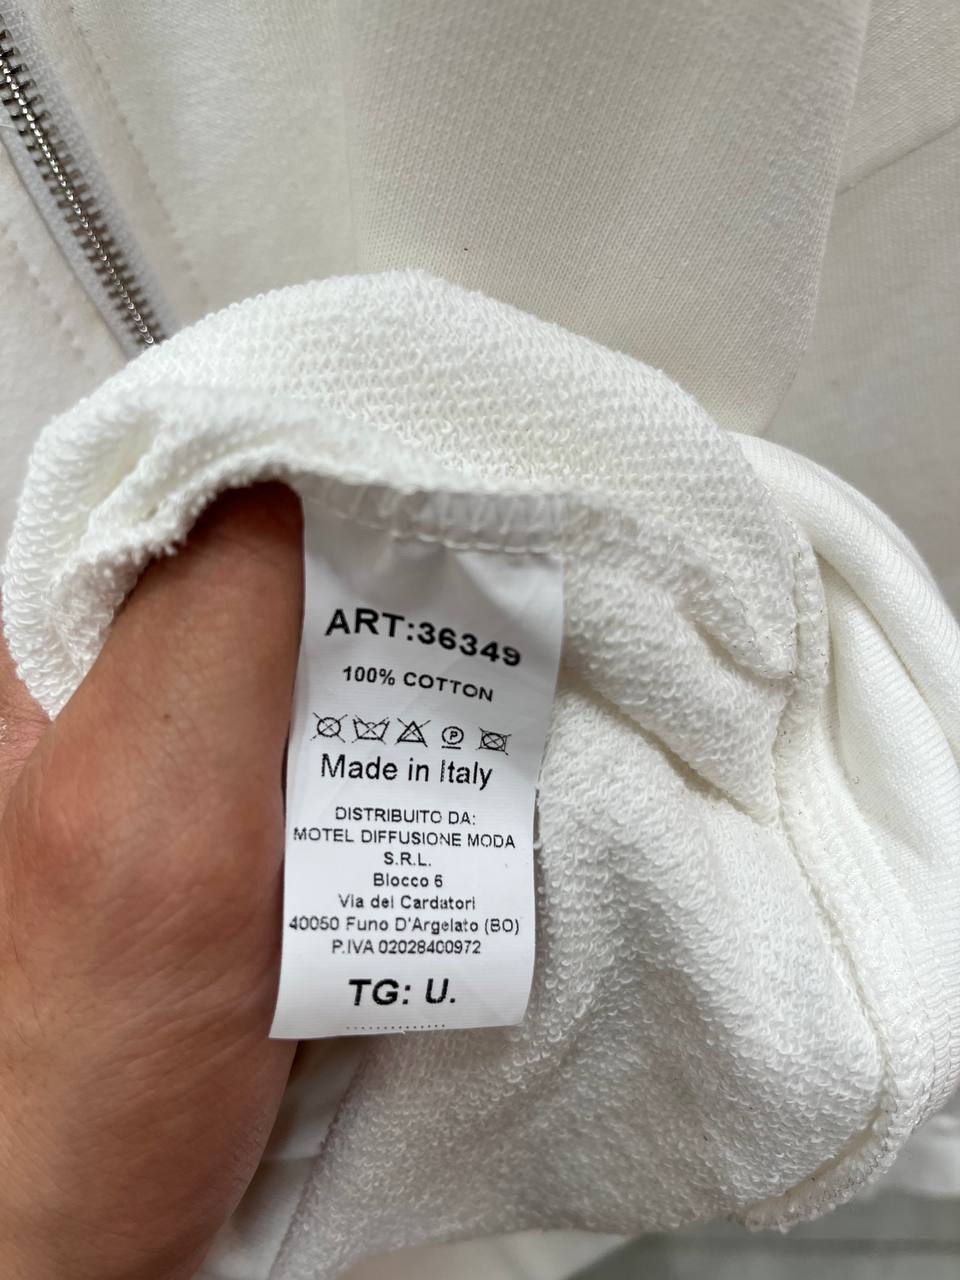 ART:36349
100% COTTON
P
Made in Italy
DISTRIBUITO DA:
MOTEL DIFFUSIONE MODA
S.R.L.
Blocco 6
Via dei Cardatori
40050 Funo D'Argelato (BO)
P.IVA 02028400972
TG: U.